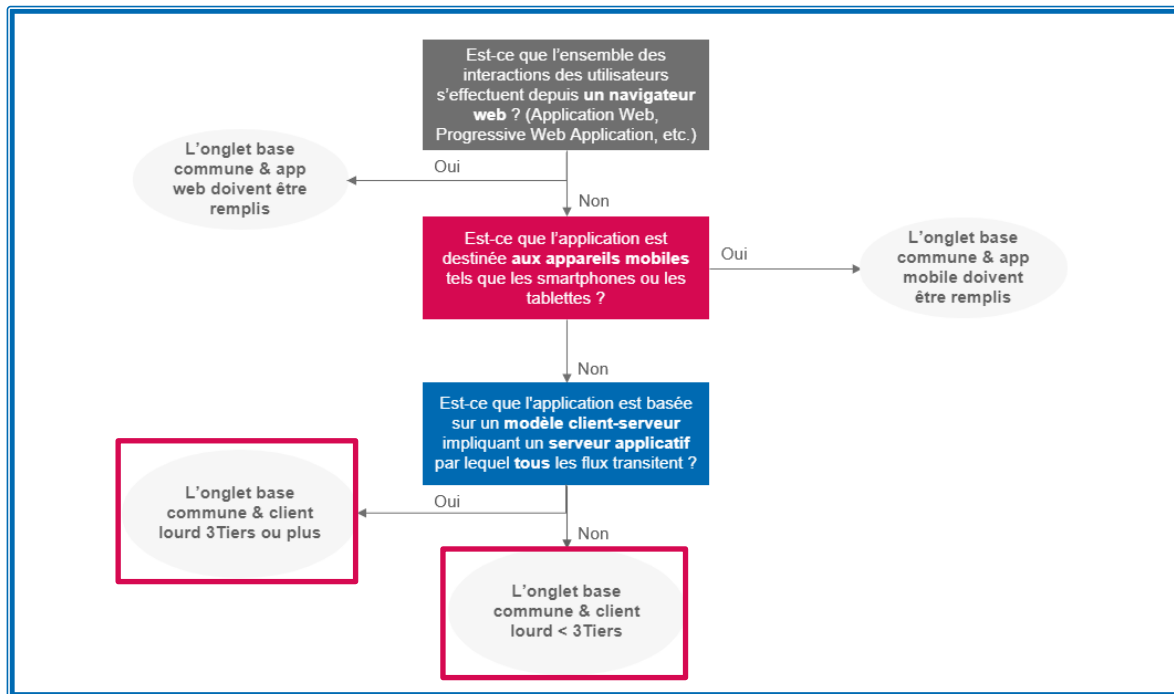 Est-ce que l'ensemble des
interactions des utilisateurs
s'effectuent depuis un navigateur
web ? (Application Web,
Progressive Web Application, etc.)
Oui
L'onglet base
commune & app
web doivent être
remplis
Non
Est-ce que l'application est
destinée aux appareils mobiles
tels que les smartphones ou les
tablettes ?
Oui
L'onglet base
commune & app
mobile doivent
être remplis
Non
Est-ce que l'application est basée
sur un modèle client-serveur
impliquant un serveur applicatif
par lequel tous les flux transitent ?
Oui
L'onglet base
commune & client
lourd 3Tiers ou plus
Non
L'onglet base
commune & client
lourd < 3Tiers